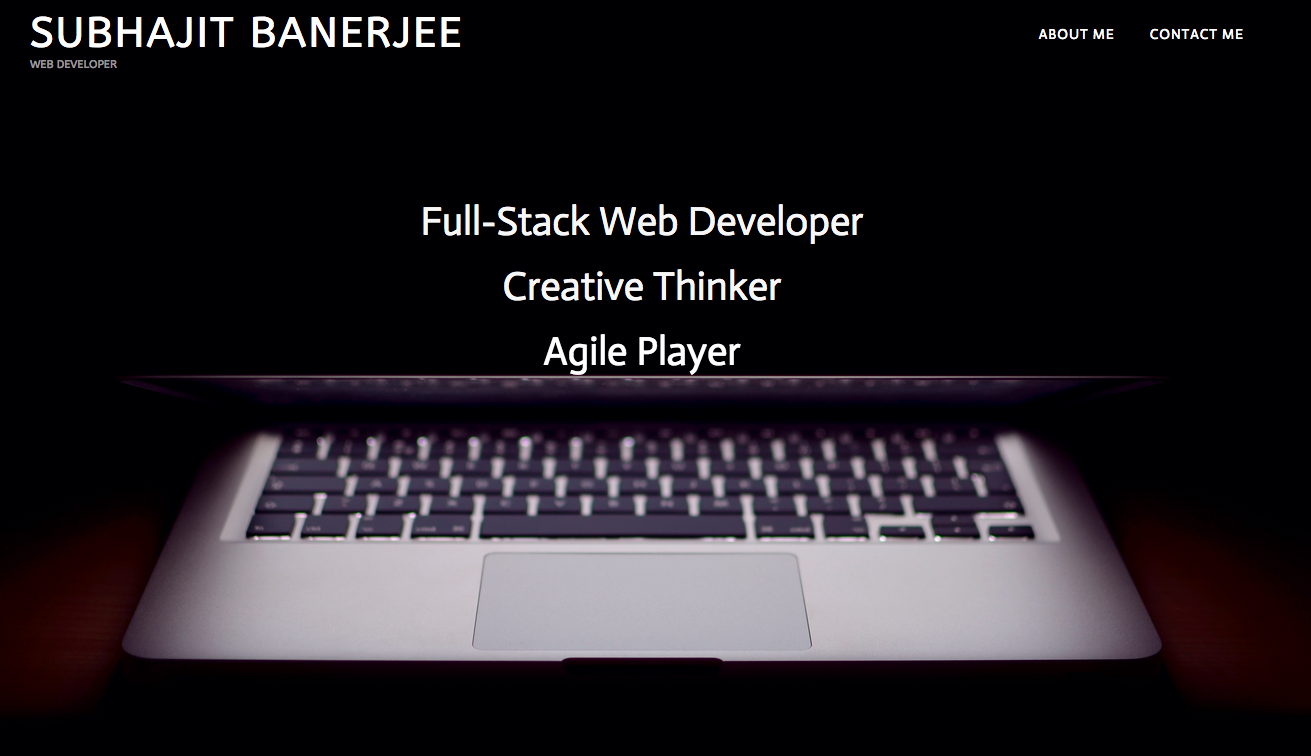 SUBHAJIT BANERJEE
WEB DEVELOPER
ABOUT ME
CONTACT ME
Full-Stack Web Developer
Creative Thinker
Agile Player